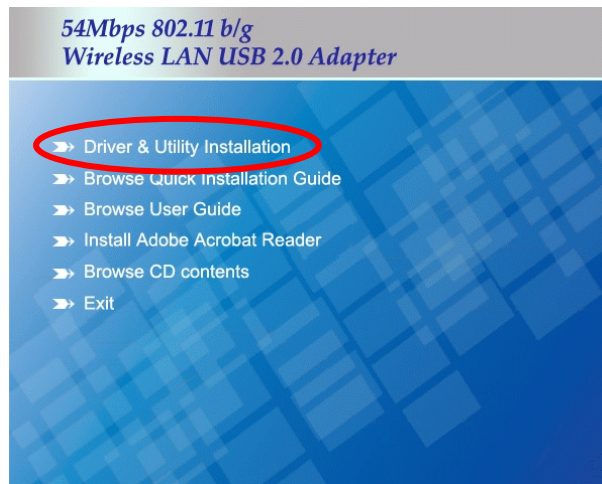 54Mbps 802.11 b/g
Wireless LAN USB 2.0 Adapter
Driver & Utility Installation
Browse Quick Installation Guide
Browse User Guide
Install Adobe Acrobat Reader
Browse CD contents
Exit